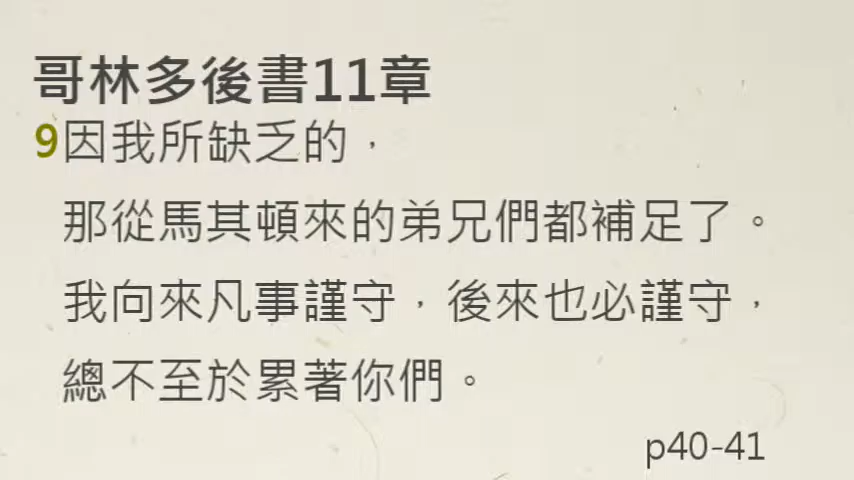 哥林多後書11章
9因我所缺乏的，
那從馬其頓來的弟兄們都補足了。
我向來凡事謹守，後來也必謹守，
總不至於累著你們。
p40-41